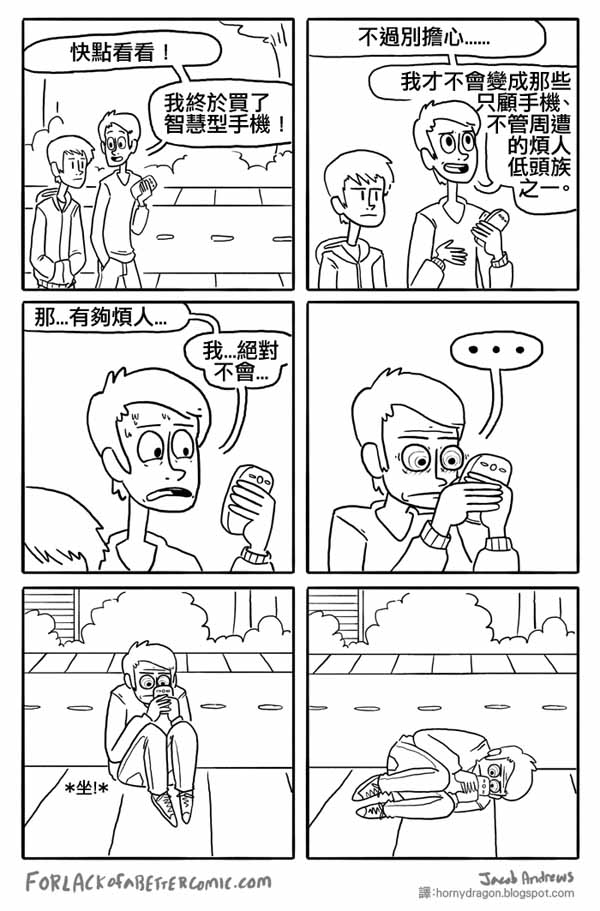 快點看看！
我終於買了
智慧型手機！
不過別擔心......
我才不會變成那些
只顧手機、
不管周遭
的煩人
低頭族
之一。
那...有夠煩人...
我...絕對
不會...
•••
*坐!*
FORLACKOFABETTERCOMIC.COM
Jacob Andrews
譯:hornydragon.blogspot.com